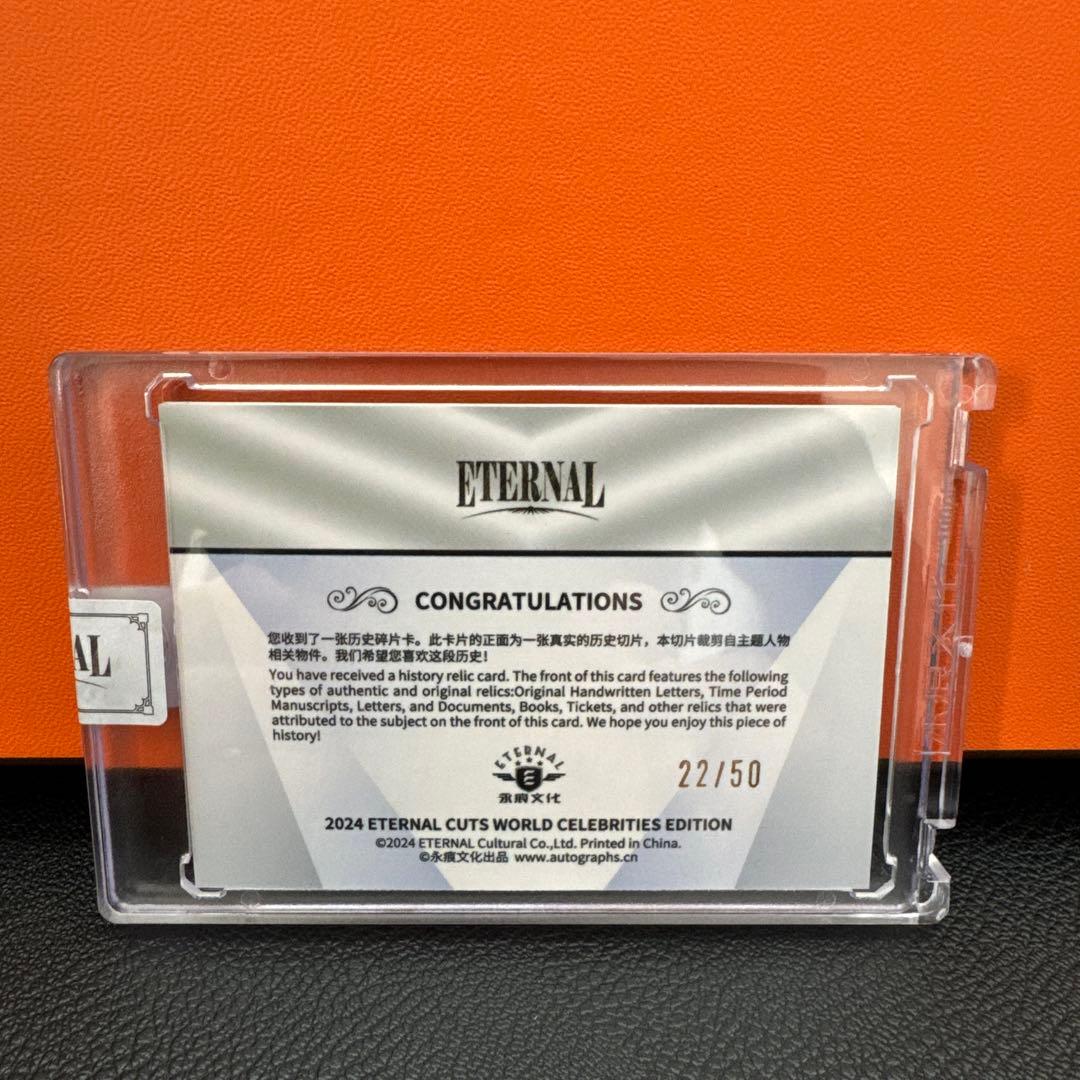 ETERNAL
CONGRATULATIONS
您收到了一张历史碎片卡。此卡片的正面为一张真实的历史切片，本切片裁剪自主题人物
相关物件。我们希望您喜欢这段历史！
You have received a history relic card. The front of this card features the following
types of authentic and original relics:Original Handwritten Letters, Time Period
Manuscripts, Letters, and Documents, Books, Tickets, and other relics that were
attributed to the subject on the front of this card. We hope you enjoy this piece of
history!
AL
ETERNAL
E
永痕文化
22/50
2024 ETERNAL CUTS WORLD CELEBRITIES EDITION
©2024 ETERNAL Cultural Co.,Ltd. Printed in China.
©永痕文化出品 www.autographs.cn